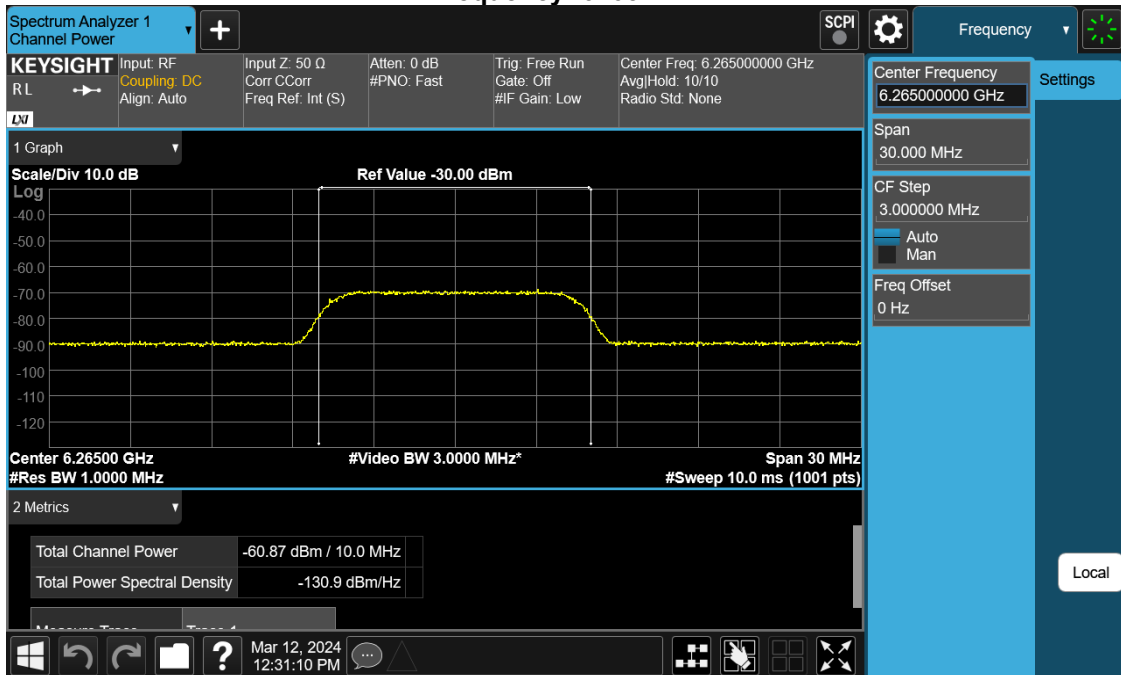 Spectrum Analyzer 1
Channel Power
SCPI
Frequency
KEYSIGHT
RL
LXI
Input: RF
Coupling: DC
Align: Auto
Input Z: 50 Ω
Corr CCorr
Freq Ref: Int (S)
Atten: 0 dB
#PNO: Fast
Trig: Free Run
Gate: Off
#IF Gain: Low
Center Freq: 6.265000000 GHz
Avg|Hold: 10/10
Radio Std: None
Center Frequency
6.265000000 GHz
Settings
Span
30.000 MHz
CF Step
3.000000 MHz
Auto
Man
Freq Offset
0 Hz
1 Graph
Scale/Div 10.0 dB
Ref Value -30.00 dBm
Log
-40.0
-50.0
-60.0
-70.0
-80.0
-90.0
-100
-110
-120
Center 6.26500 GHz
#Video BW 3.0000 MHz*
Span 30 MHz
#Res BW 1.0000 MHz
#Sweep 10.0 ms (1001 pts)
2 Metrics
Total Channel Power -60.87 dBm / 10.0 MHz
Total Power Spectral Density -130.9 dBm/Hz
Local
?
Mar 12, 2024
12:31:10 PM